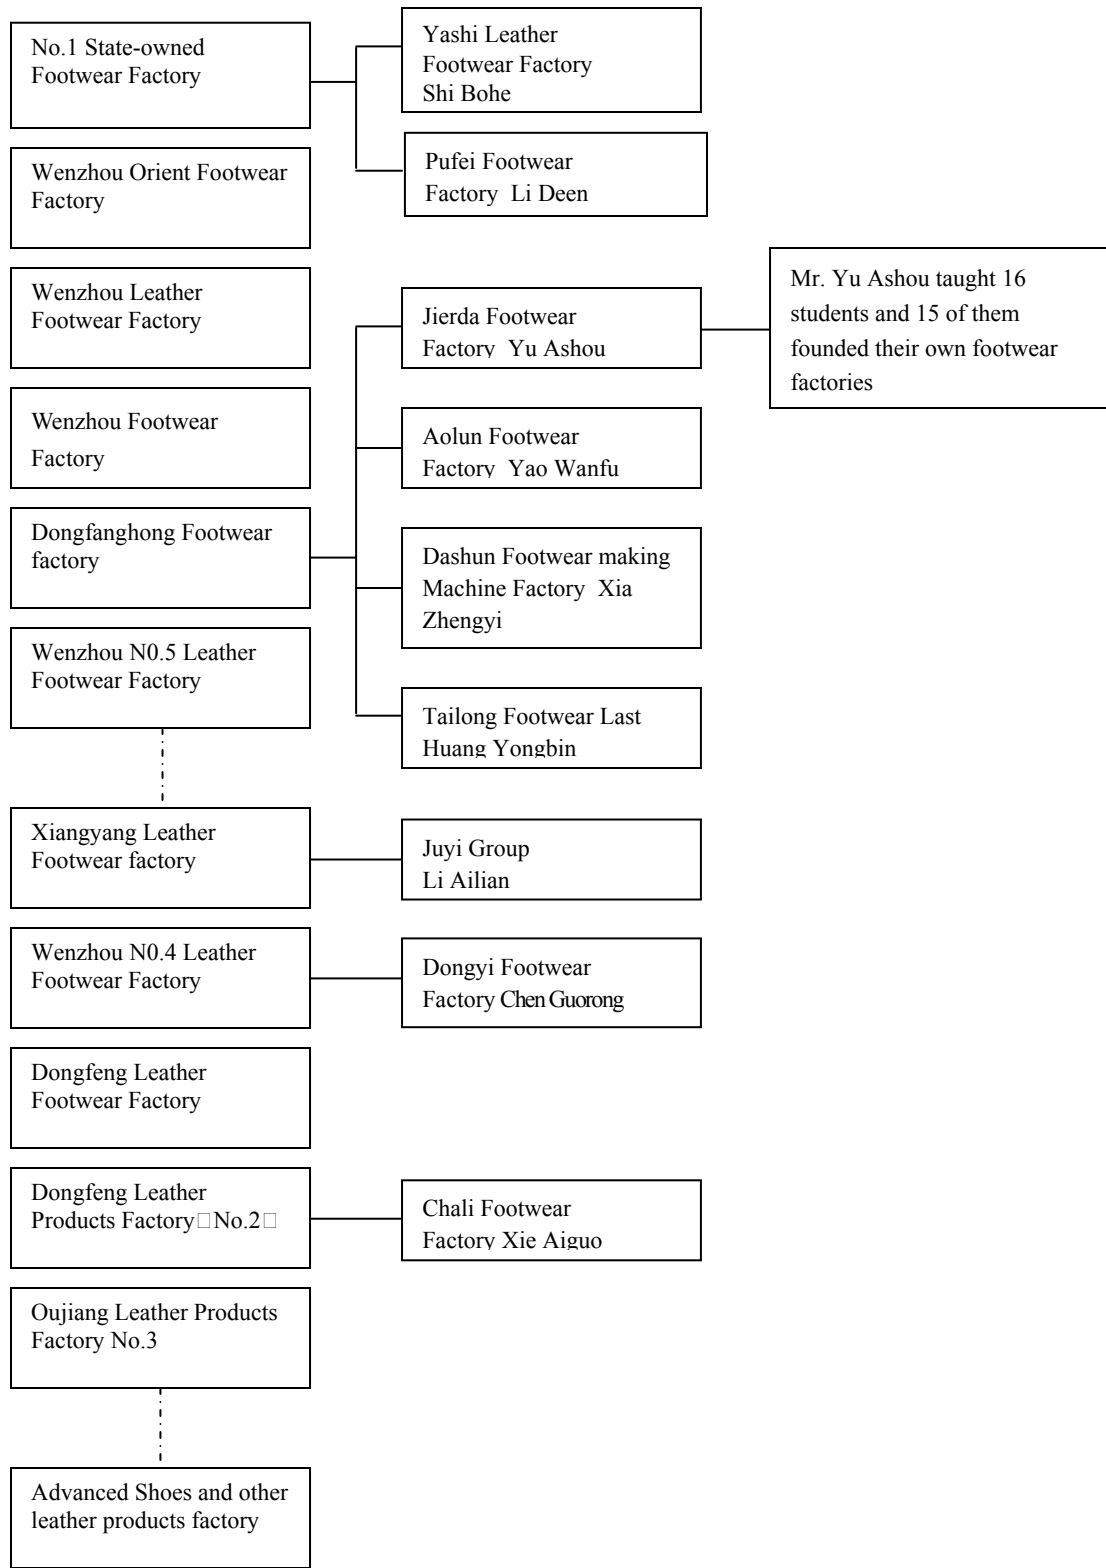 No.1 State-owned
Footwear Factory
Yashi Leather
Footwear Factory
Shi Bohe
Pufei Footwear
Factory Li Deen
Wenzhou Orient Footwear
Factory
Wenzhou Leather
Footwear Factory
Jierda Footwear
Factory Yu Ashou
Mr. Yu Ashou taught 16
students and 15 of them
founded their own footwear
factories
Wenzhou Footwear
Factory
Aolun Footwear
Factory Yao Wanfu
Dongfanghong Footwear
factory
Dashun Footwear making
Machine Factory Xia
Zhengyi
Wenzhou N0.5 Leather
Footwear Factory
Tailong Footwear Last
Huang Yongbin
Xiangyang Leather
Footwear factory
Juyi Group
Li Ailian
Wenzhou N0.4 Leather
Footwear Factory
Dongyi Footwear
Factory Chen Guorong
Dongfeng Leather
Footwear Factory
Dongfeng Leather
Products Factory□No.2□
Chali Footwear
Factory Xie Aiguo
Oujiang Leather Products
Factory No.3
Advanced Shoes and other
leather products factory